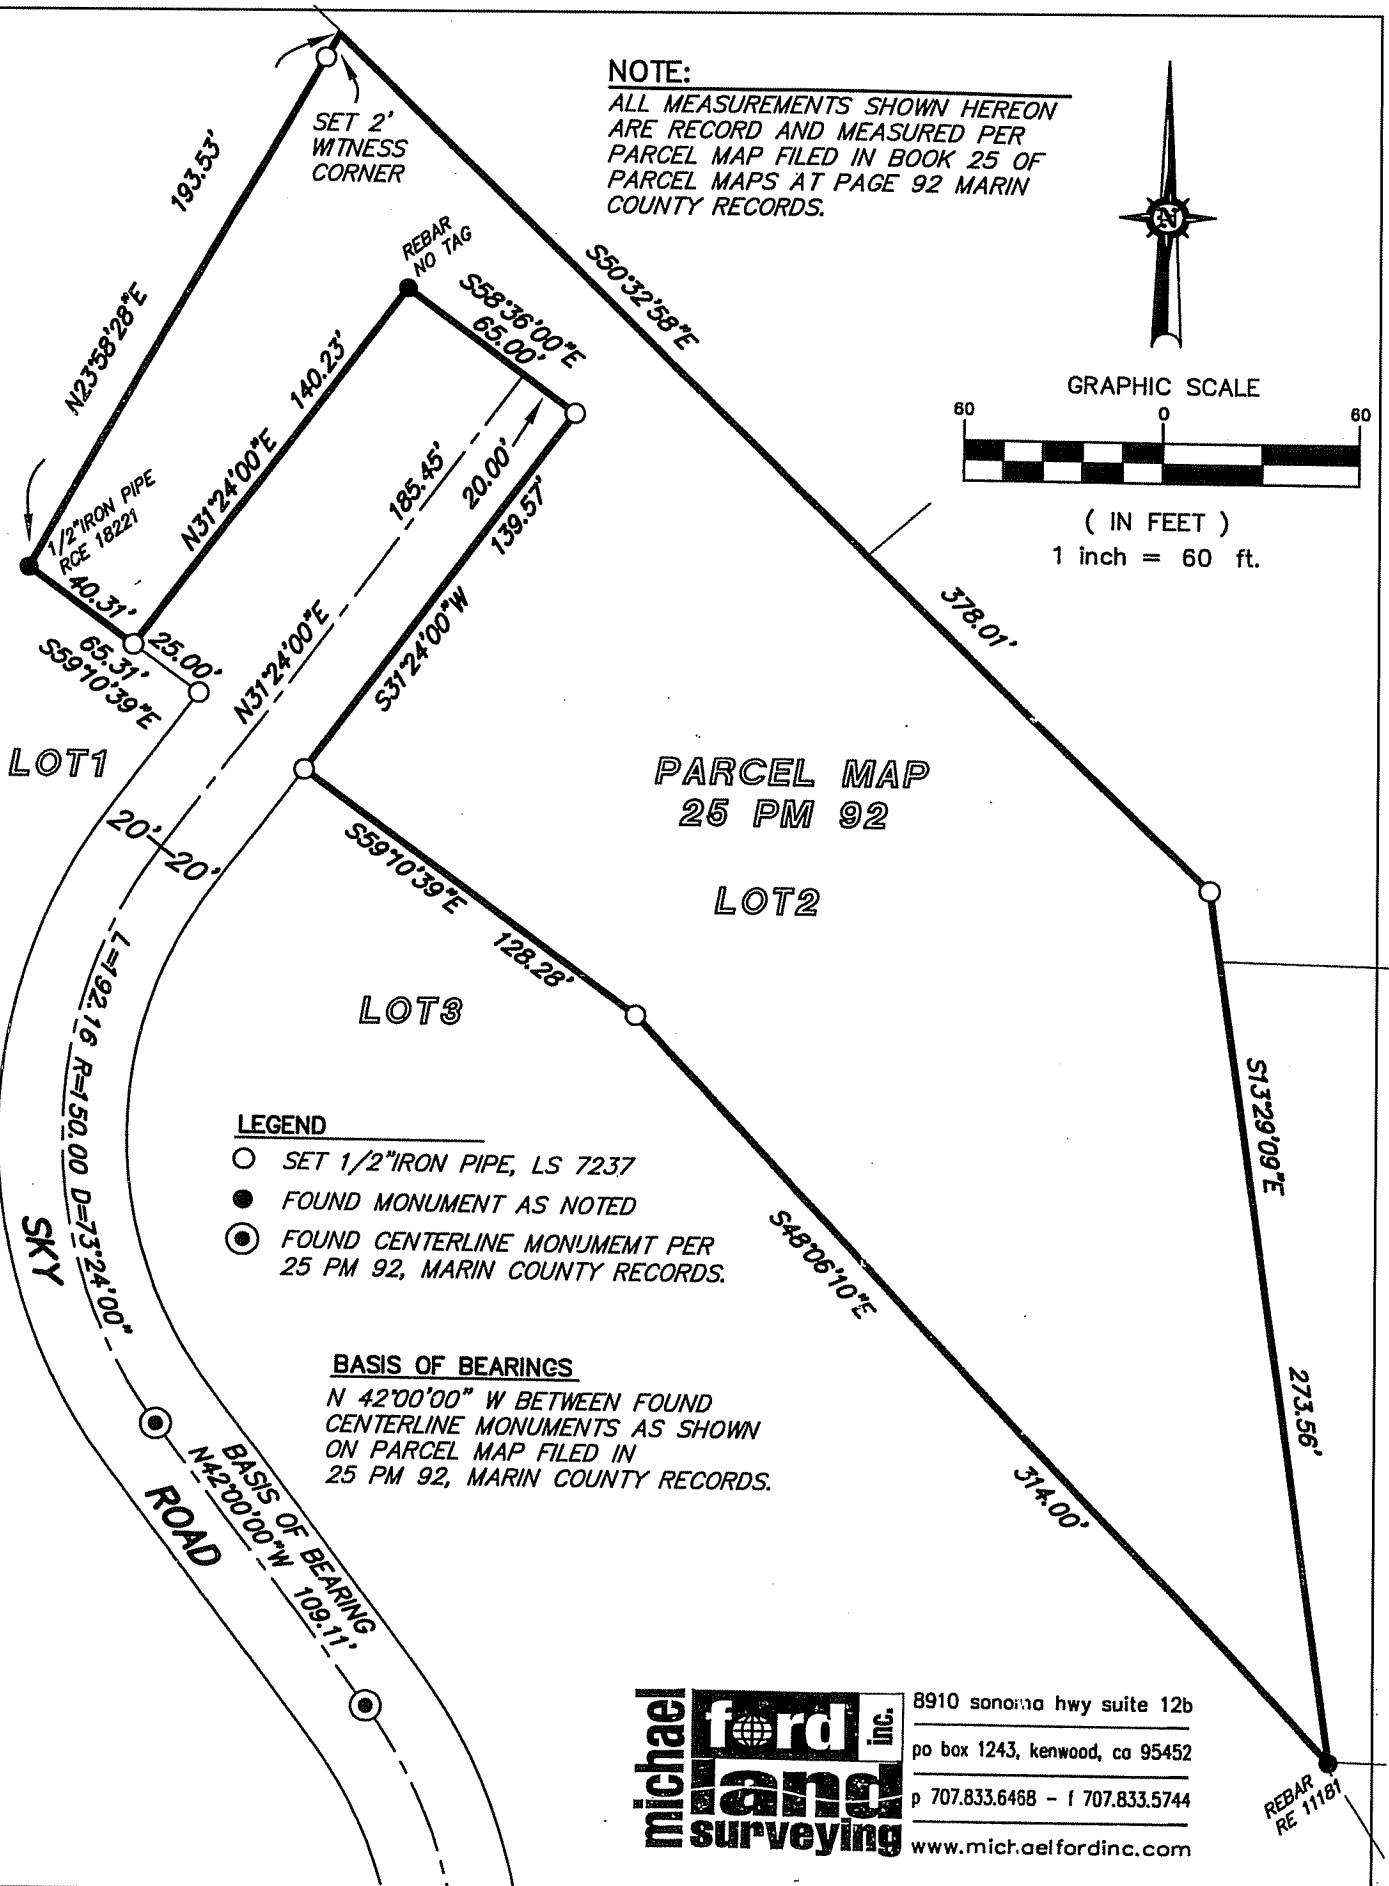 NOTE:
ALL MEASUREMENTS SHOWN HEREON
ARE RECORD AND MEASURED PER
PARCEL MAP FILED IN BOOK 25 OF
PARCEL MAPS AT PAGE 92 MARIN
COUNTY RECORDS.
SET 2'
WITNESS
CORNER
193.53'
N23°58'28"E
REBAR
NO TAG
S58°36'00"E
65.00'
S50°32'58"E
N
GRAPHIC SCALE
60 0 60
( IN FEET )
1 inch = 60 ft.
140.23'
N31°24'00"E
185.45'
20.00'
139.57'
1/2"IRON PIPE
RCE 18221
40.31'
25.00'
65.31'
S59°10'39"E
N31°24'00"E
S31°24'00"W
378.01'
LOT1
PARCEL MAP
25 PM 92
20'
20'
S59°10'39"E
128.28'
LOT2
LOT3
L=192.16 R=150.00 D=73°24'00"
S13°29'09"E
273.56'
LEGEND
SET 1/2"IRON PIPE, LS 7237
FOUND MONUMENT AS NOTED
FOUND CENTERLINE MONUMEMT PER
25 PM 92, MARIN COUNTY RECORDS.
SKY
S48°06'10"E
314.00'
BASIS OF BEARINGS
N 42°00'00" W BETWEEN FOUND
CENTERLINE MONUMENTS AS SHOWN
ON PARCEL MAP FILED IN
25 PM 92, MARIN COUNTY RECORDS.
BASIS OF BEARING
N42°00'00"W 109.11'
ROAD
michael
ford
inc.
land
surveying
8910 sonoma hwy suite 12b
po box 1243, kenwood, ca 95452
p 707.833.6468 - f 707.833.5744
www.michaelfordinc.com
REBAR
RE 11181